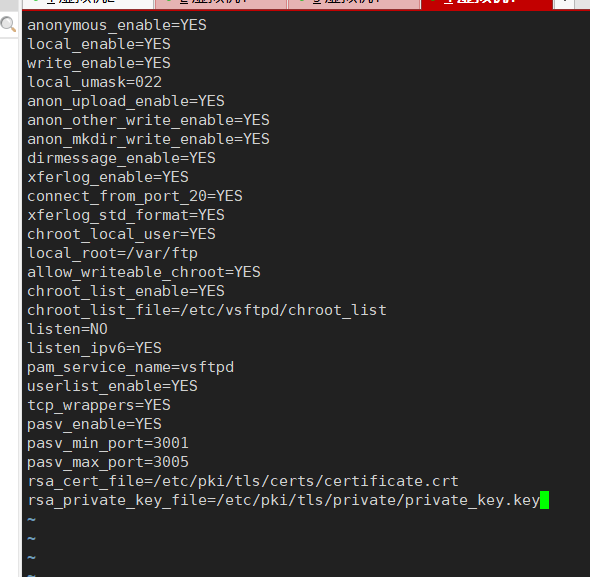 anonymous_enable=YES
local_enable=YES
write_enable=YES
local_umask=022
anon_upload_enable=YES
anon_other_write_enable=YES
anon_mkdir_write_enable=YES
dirmessage_enable=YES
xferlog_enable=YES
connect_from_port_20=YES
xferlog_std_format=YES
chroot_local_user=YES
local_root=/var/ftp
allow_writeable_chroot=YES
chroot_list_enable=YES
chroot_list_file=/etc/vsftpd/chroot_list
listen=NO
listen_ipv6=YES
pam_service_name=vsftpd
userlist_enable=YES
tcp_wrappers=YES
pasv_enable=YES
pasv_min_port=3001
pasv_max_port=3005
rsa_cert_file=/etc/pki/tls/certs/certificate.crt
rsa_private_key_file=/etc/pki/tls/private/private_key.key
~
~
~
~